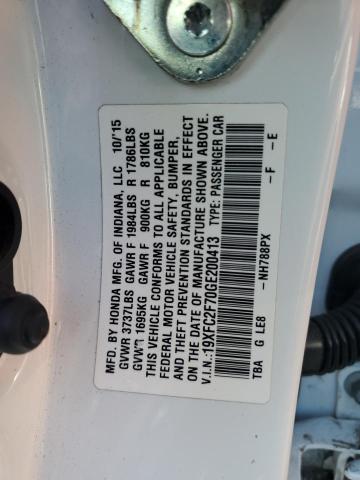 MFD. BY HONDA MFG. OF INDIANA, LLC 10/'15
GVWR 3737LBS GAWR F 1984LBS R 1786LBS
GVWR 1695KG GAWR F 900KG R 810KG
THIS VEHICLE CONFORMS TO ALL APPLICABLE
FEDERAL MOTOR VEHICLE SAFETY, BUMPER,
AND THEFT PREVENTION STANDARDS IN EFFECT
ON THE DATE OF MANUFACTURE SHOWN ABOVE.
V.I.N.:19XFC2F70GE200413 TYPE: PASSENGER CAR
TBA G LE8 -NH788PX -F -E